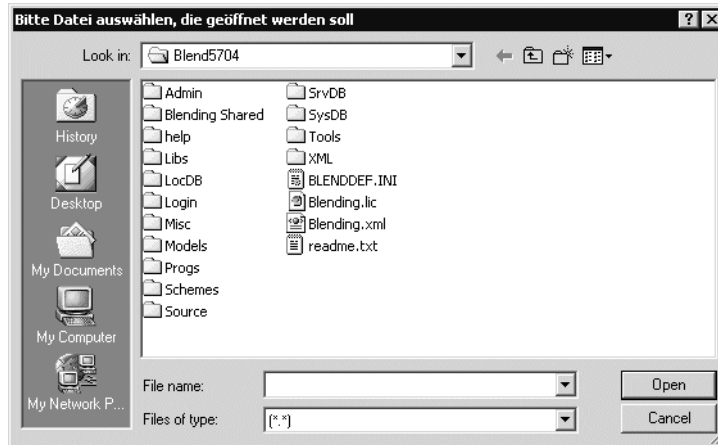 Bitte Datei auswählen, die geöffnet werden soll
Look in: Blend5704
History
Desktop
My Documents
My Computer
My Network P...
Admin
Blending Shared
help
Libs
LocDB
Login
Misc
Models
Progs
Schemes
Source
SrvDB
SysDB
Tools
XML
BLENDDEF.INI
Blending.lic
Blending.xml
readme.txt
File name:
Open
Files of type: (*.*)
Cancel